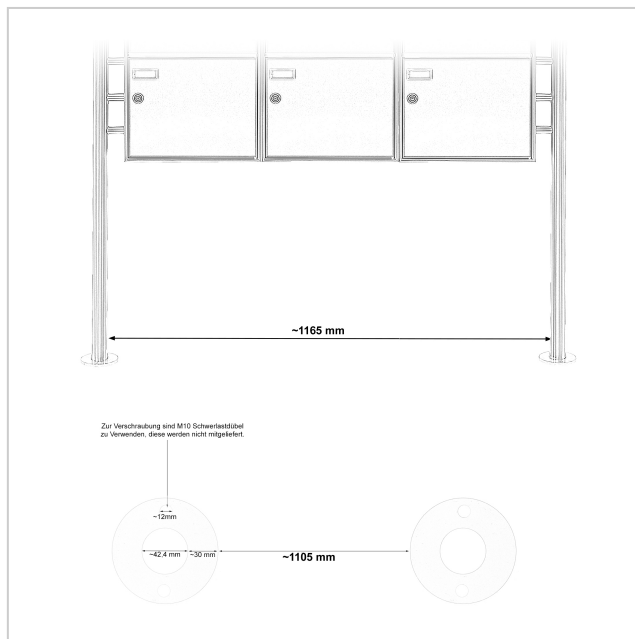 ~1165 mm
Zur Verschraubung sind M10 Schwerlastdübel
zu Verwenden, diese werden nicht mitgeliefert.
~12mm
~42,4 mm
~30 mm
~1105 mm